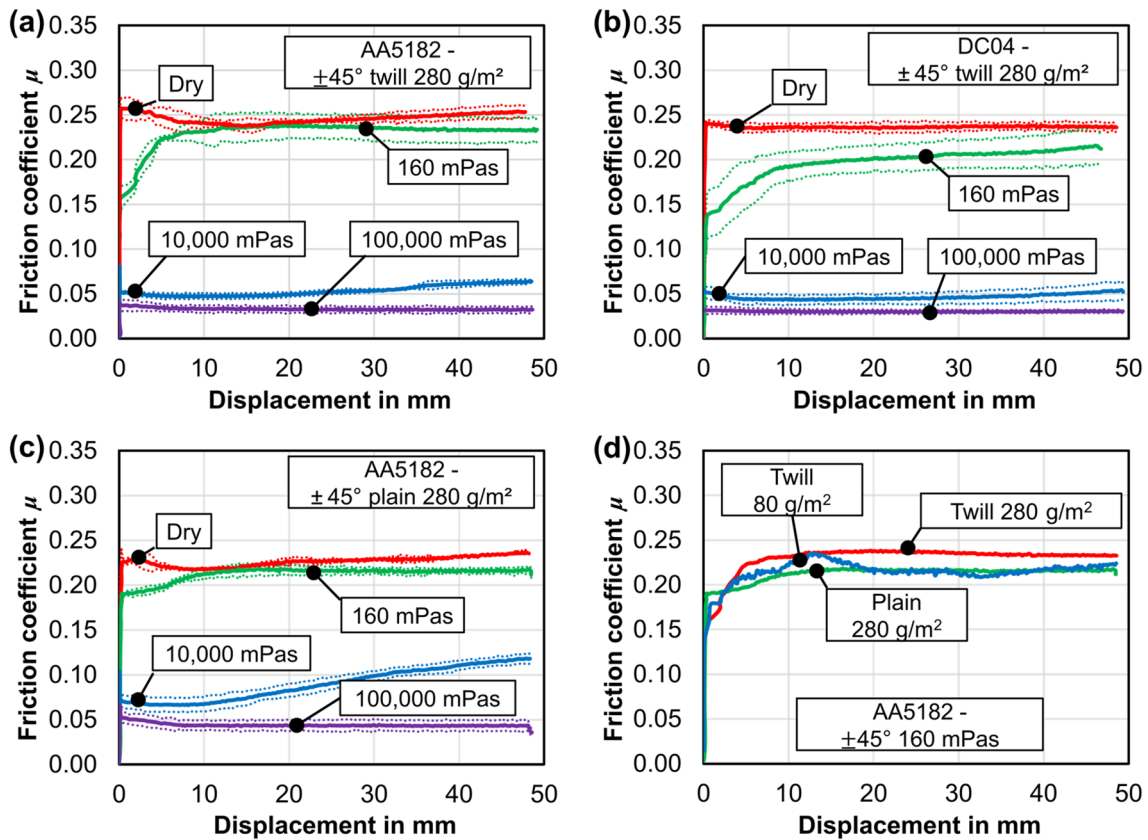 (a)
0.35
0.30
0.25
0.20
0.15
0.10
0.05
0.00
Friction coefficient μ
AA5182 -
±45° twill 280 g/m²
Dry
160 mPas
10,000 mPas
100,000 mPas
0 10 20 30 40 50
Displacement in mm
(b)
0.35
0.30
0.25
0.20
0.15
0.10
0.05
0.00
Friction coefficient μ
DC04 -
± 45° twill 280 g/m²
Dry
160 mPas
10,000 mPas
100,000 mPas
0 10 20 30 40 50
Displacement in mm
(c)
0.35
0.30
0.25
0.20
0.15
0.10
0.05
0.00
Friction coefficient μ
AA5182 -
± 45° plain 280 g/m²
Dry
160 mPas
10,000 mPas
100,000 mPas
0 10 20 30 40 50
Displacement in mm
(d)
0.35
0.30
0.25
0.20
0.15
0.10
0.05
0.00
Friction coefficient μ
Twill
80 g/m²
Twill 280 g/m²
Plain
280 g/m²
AA5182 -
±45° 160 mPas
0 10 20 30 40 50
Displacement in mm